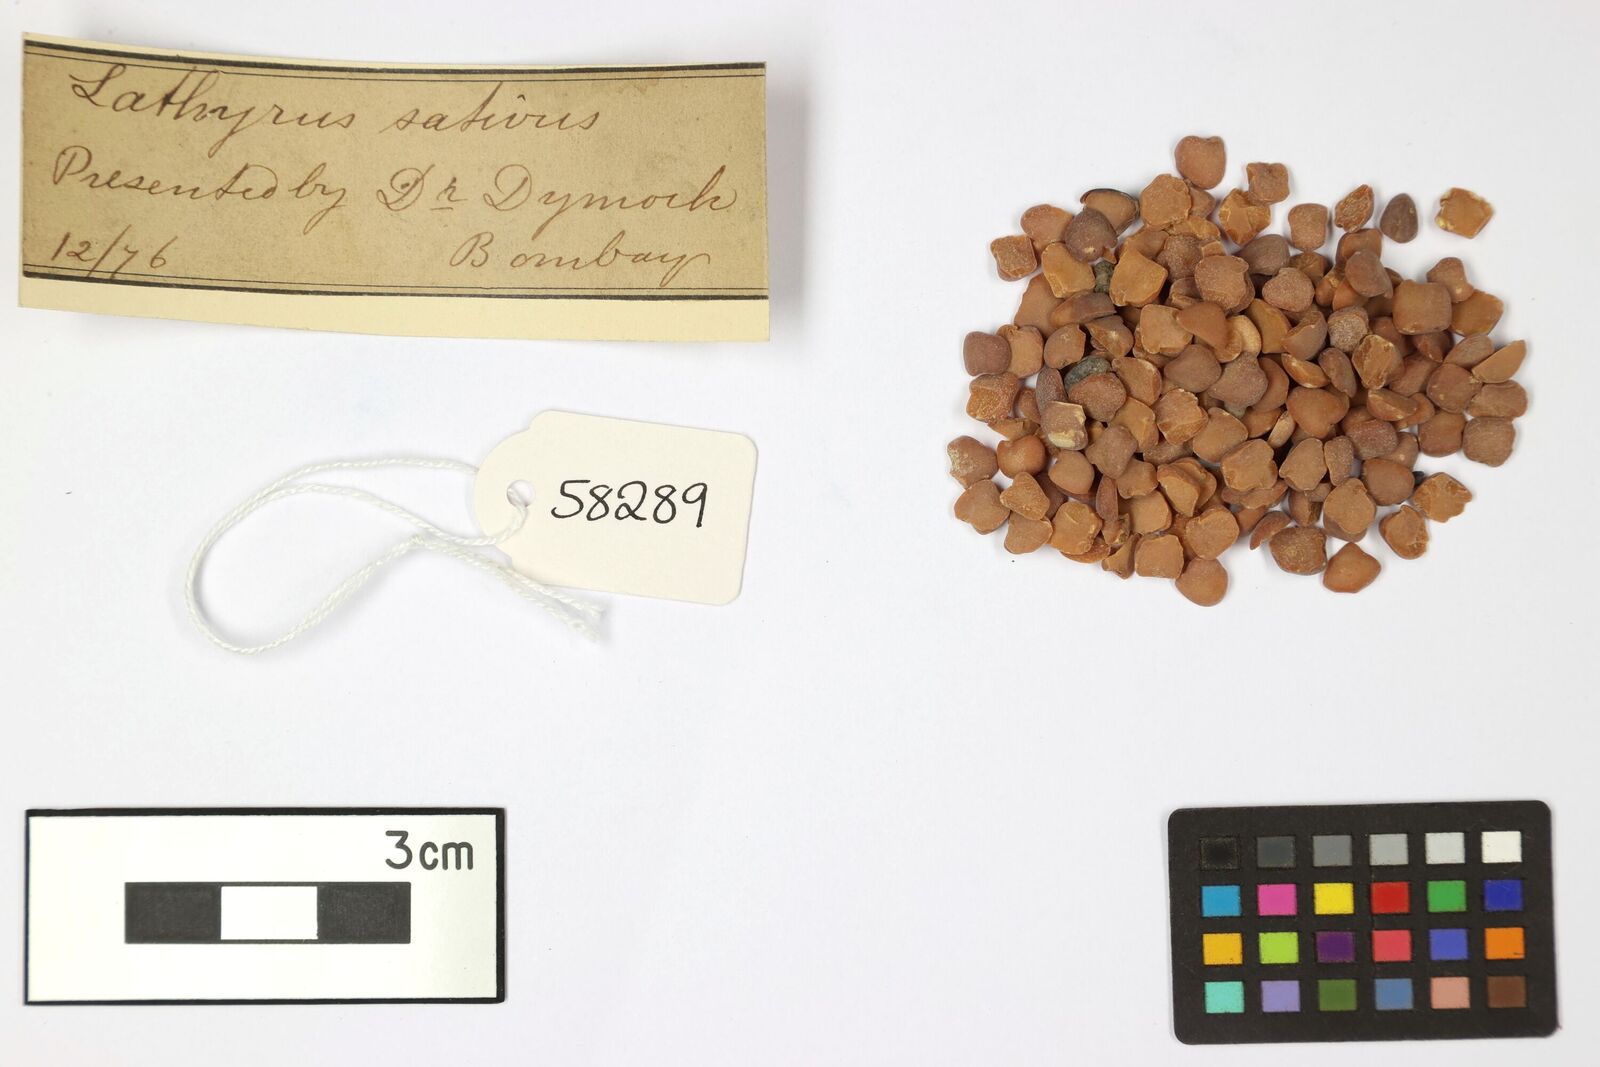 Lathyrus sativus
Presented by Dr Dymock
12/76 Bombay
58289
3cm